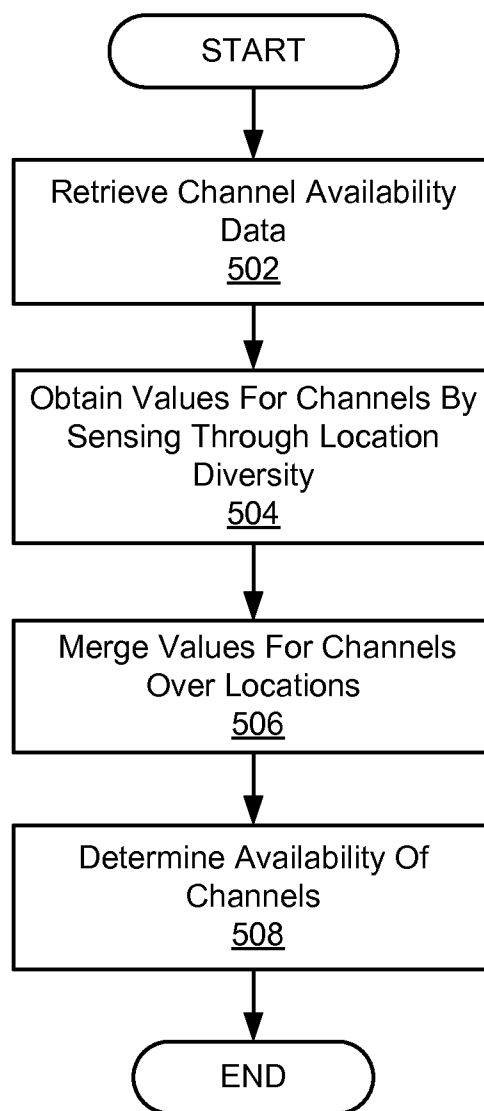 START
Retrieve Channel Availability
Data
502
Obtain Values For Channels By
Sensing Through Location
Diversity
504
Merge Values For Channels
Over Locations
506
Determine Availability Of
Channels
508
END